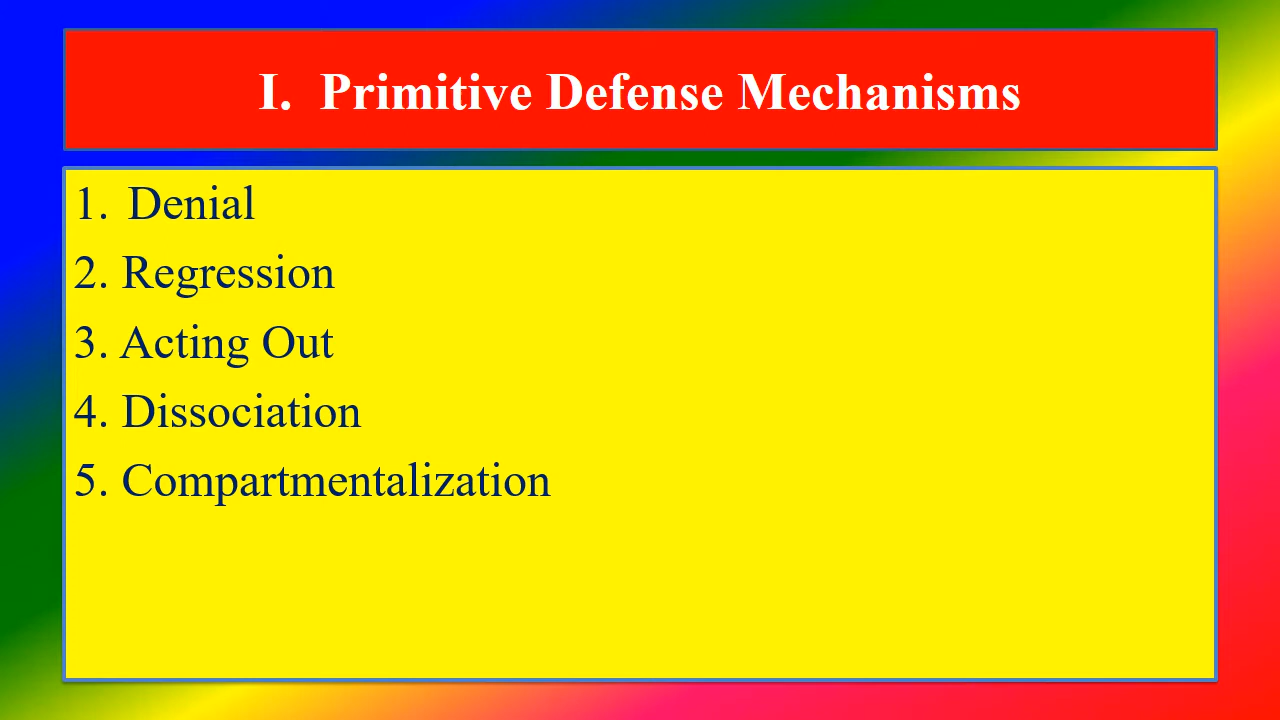 I. Primitive Defense Mechanisms
1. Denial
2. Regression
3. Acting Out
4. Dissociation
5. Compartmentalization